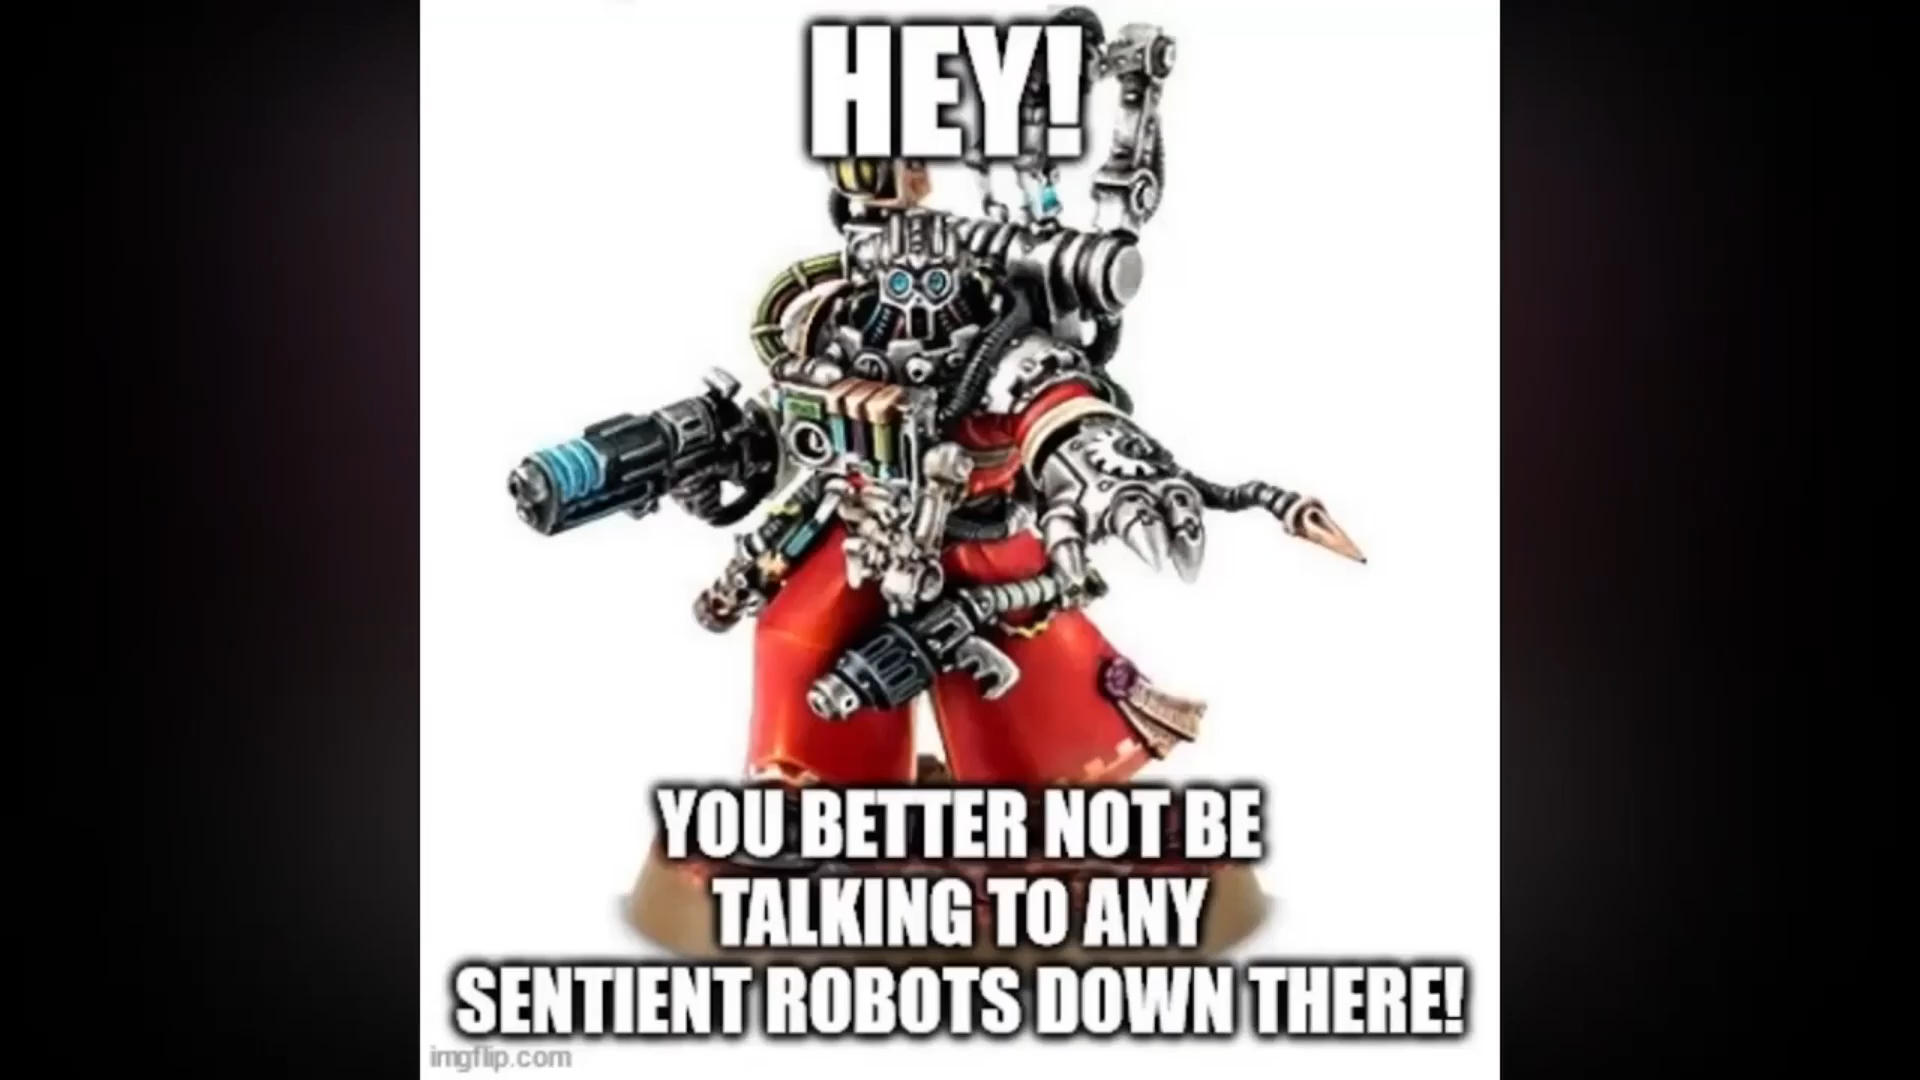 HEY!
YOU BETTER NOT BE
TALKING TO ANY
SENTIENT ROBOTS DOWN THERE!
imgflip.com